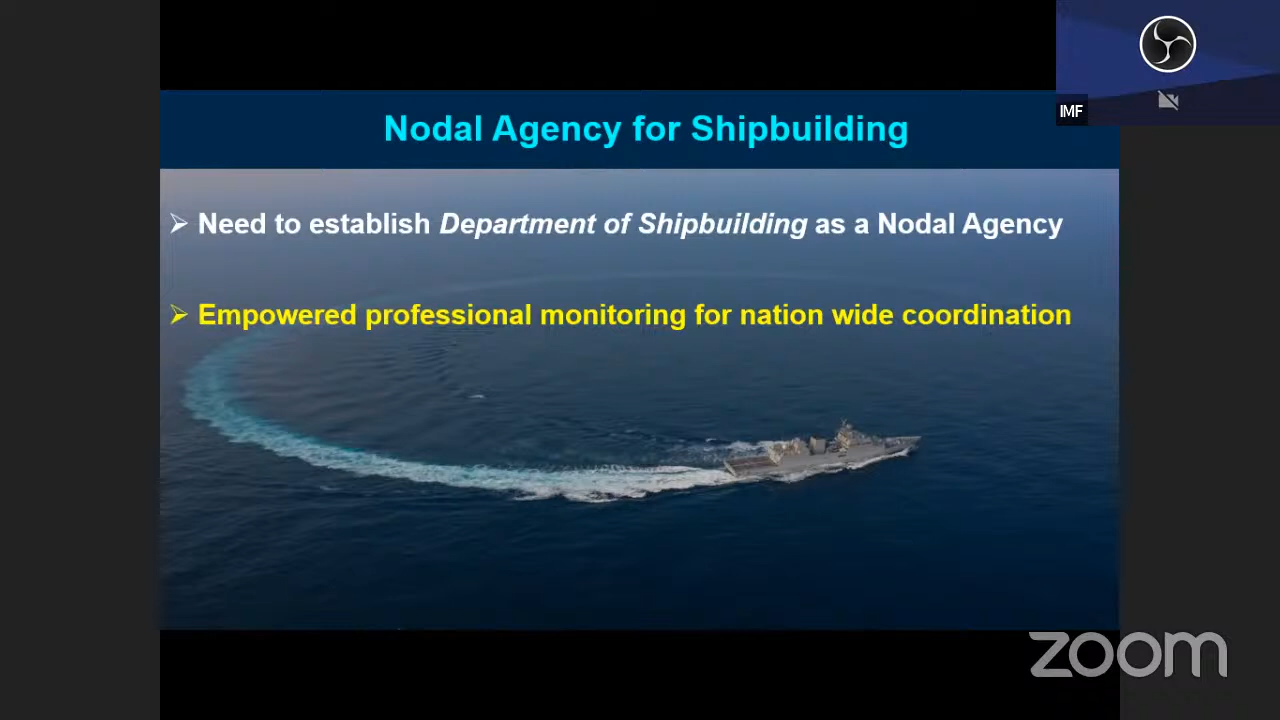 IMF
Nodal Agency for Shipbuilding
➢ Need to establish Department of Shipbuilding as a Nodal Agency
➢ Empowered professional monitoring for nation wide coordination
zoom